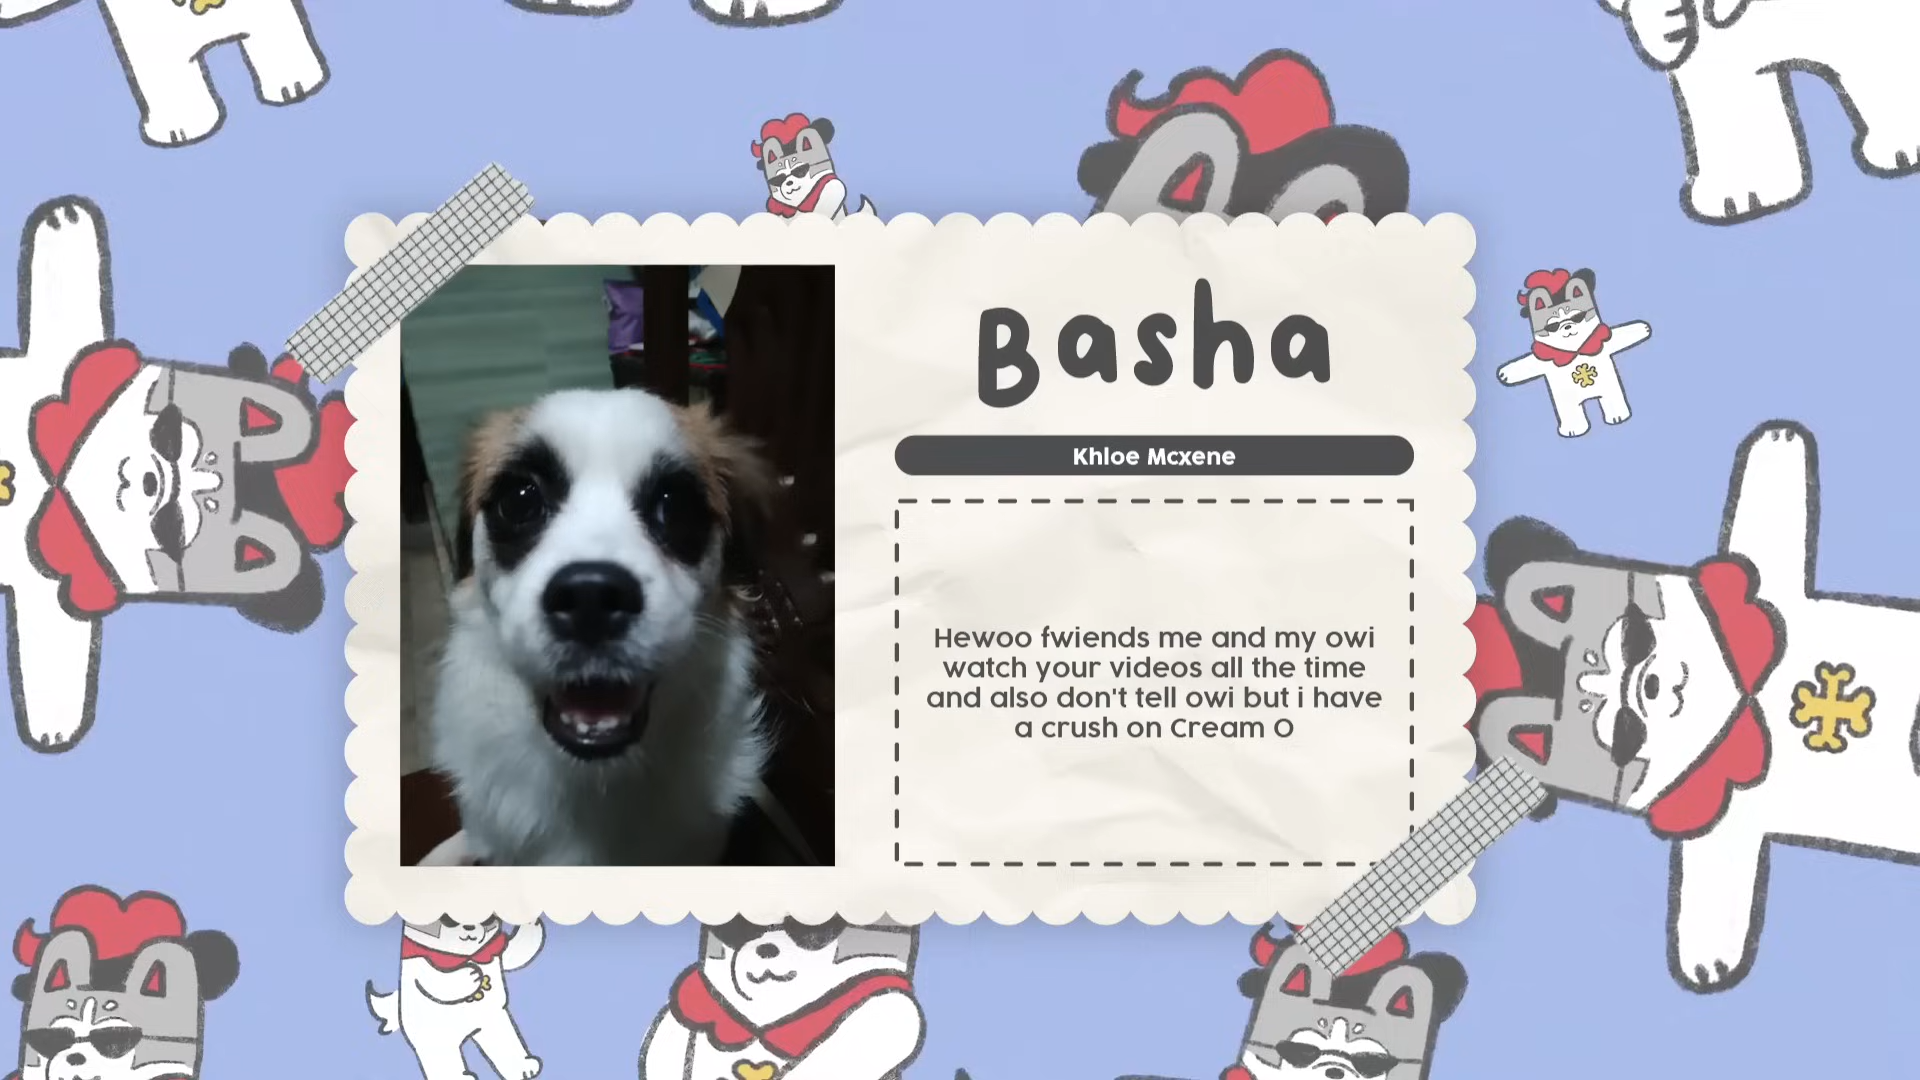 Basha
Khloe Mcxene
Hewoo fwiends me and my owi
watch your videos all the time
and also don't tell owi but i have
a crush on Cream O